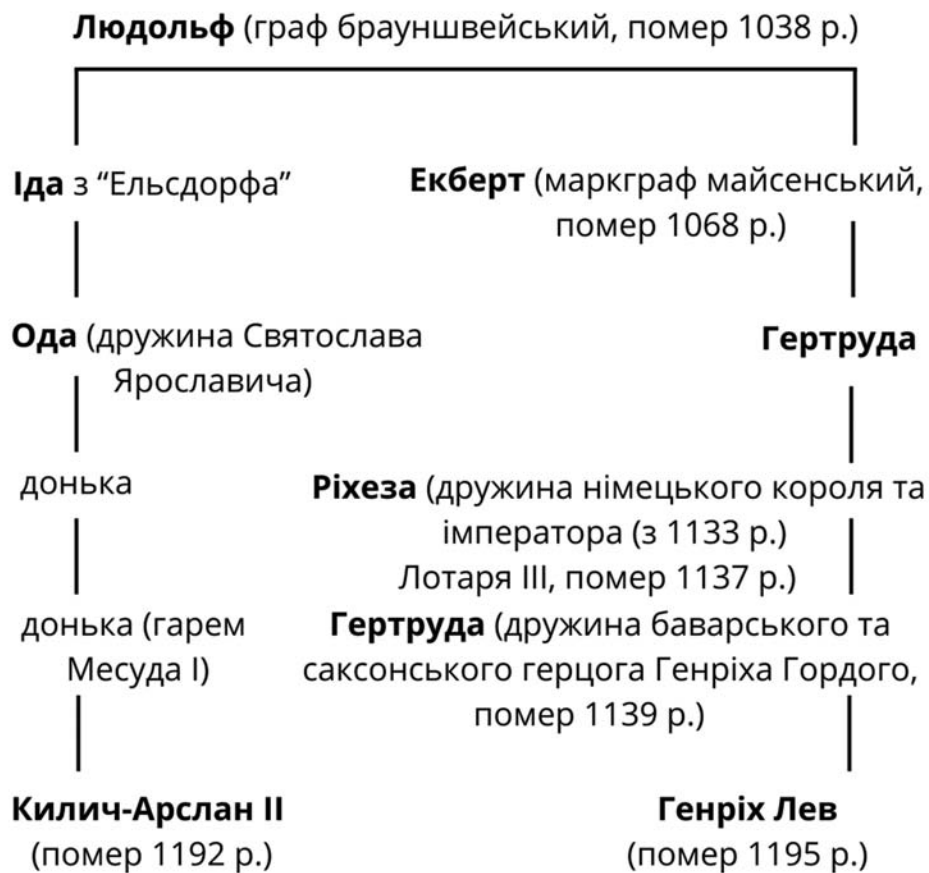 Людольф (граф брауншвейський, помер 1038 р.)
Іда з “Ельсдорфа”
Екберт (маркграф майсенський,
помер 1068 р.)
Ода (дружина Святослава
Ярославича)
Гертруда
донька
Ріхеза (дружина німецького короля та
імператора (з 1133 р.)
Лотаря III, помер 1137 р.)
донька (гарем
Месуда І)
Гертруда (дружина баварського та
саксонського герцога Генріха Гордого,
помер 1139 р.)
Килич-Арслан ІІ
(помер 1192 р.)
Генріх Лев
(помер 1195 р.)